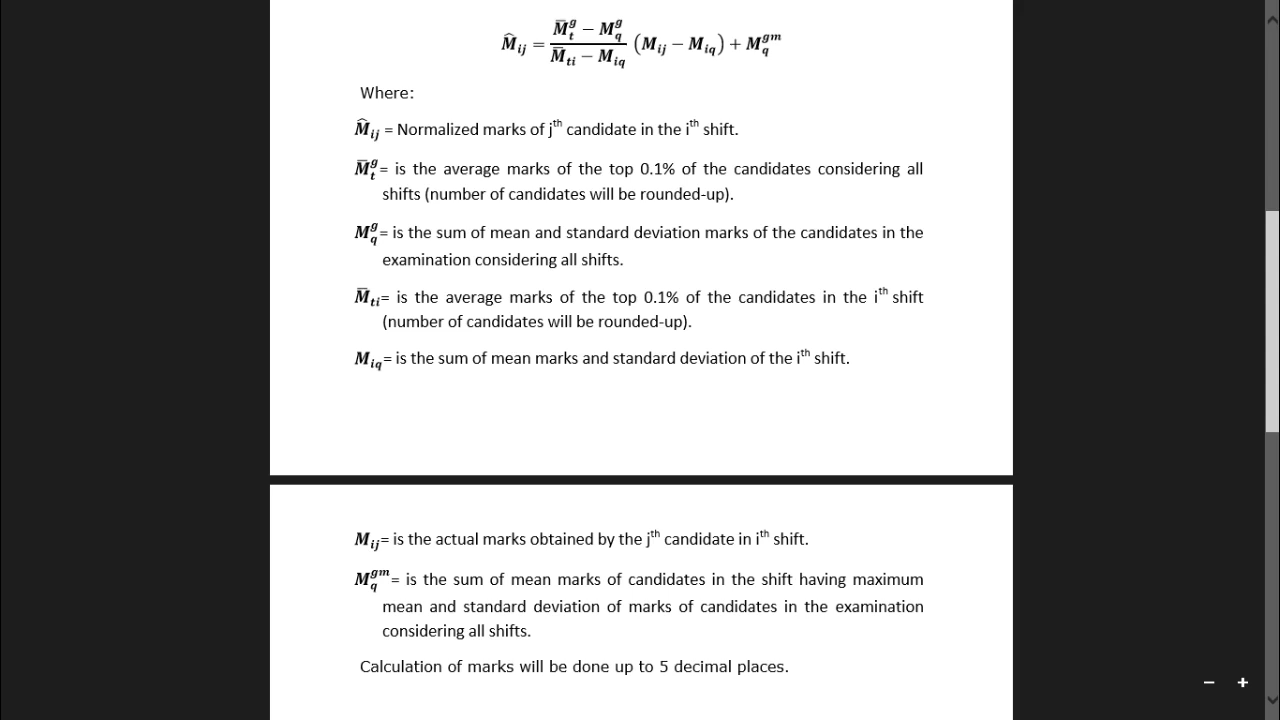 M̂ij = (M̄t^g − Mq^g) / (M̄ti − Miq) (Mij − Miq) + Mq^gm
Where:
M̂ij = Normalized marks of jth candidate in the ith shift.
M̄t^g= is the average marks of the top 0.1% of the candidates considering all
shifts (number of candidates will be rounded-up).
Mq^g= is the sum of mean and standard deviation marks of the candidates in the
examination considering all shifts.
M̄ti= is the average marks of the top 0.1% of the candidates in the ith shift
(number of candidates will be rounded-up).
Miq= is the sum of mean marks and standard deviation of the ith shift.
Mij= is the actual marks obtained by the jth candidate in ith shift.
Mq^gm= is the sum of mean marks of candidates in the shift having maximum
mean and standard deviation of marks of candidates in the examination
considering all shifts.
Calculation of marks will be done up to 5 decimal places.